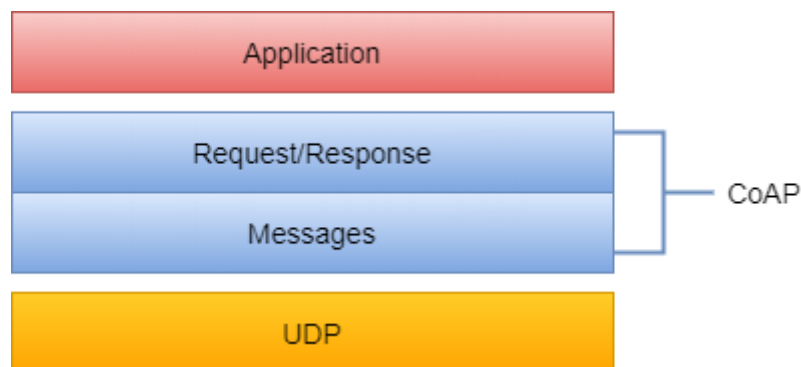 Application
Request/Response
CoAP
Messages
UDP